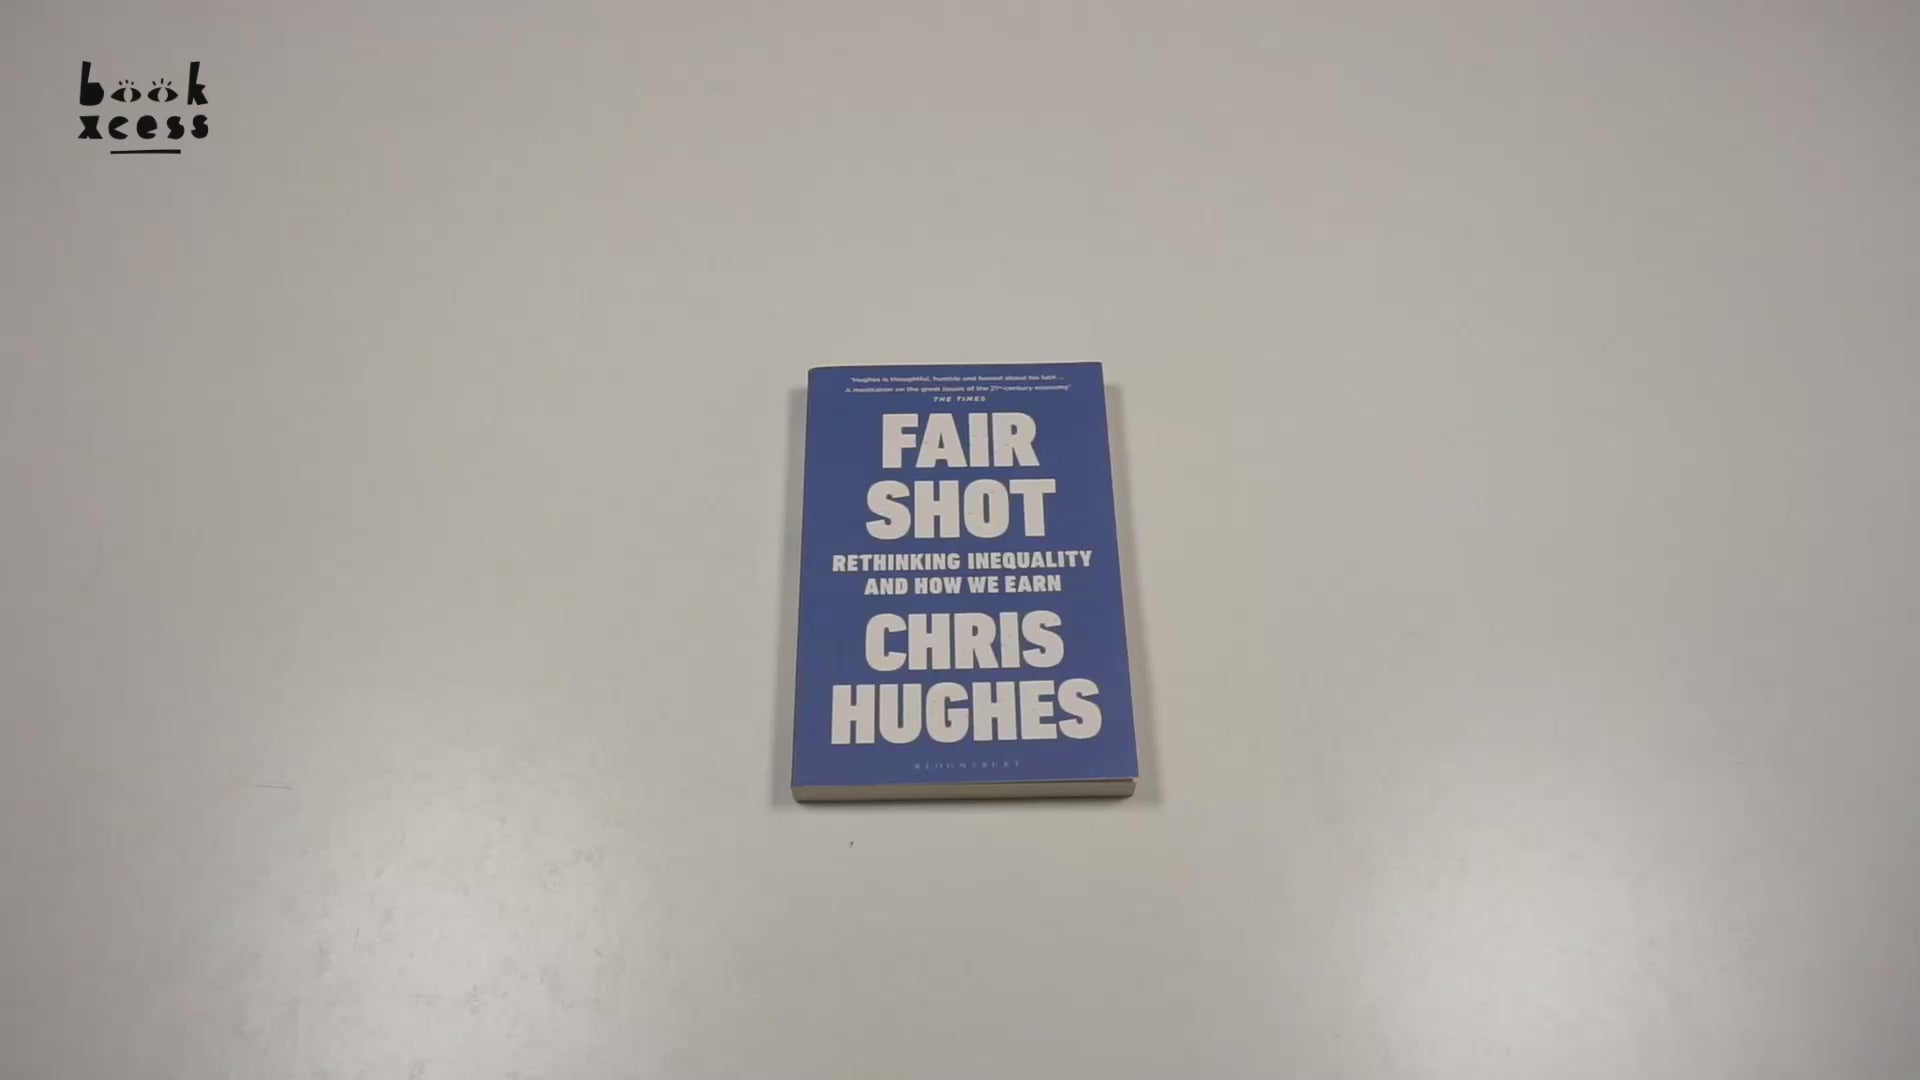 book
xcess
"Hughes is thoughtful, humble and honest about his luck ...
A meditation on the great issues of the 21st-century economy"
THE TIMES
FAIR
SHOT
RETHINKING INEQUALITY
AND HOW WE EARN
CHRIS
HUGHES
BLOOMSBURY